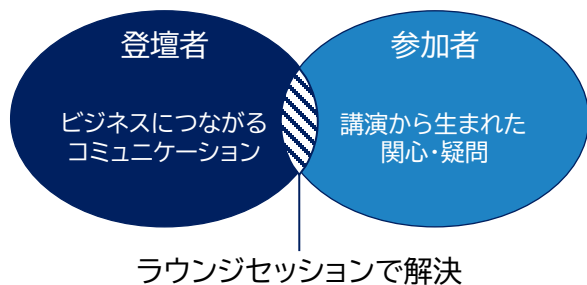 登壇者
ビジネスにつながる
コミュニケーション
参加者
講演から生まれた
関心・疑問
ラウンジセッションで解決